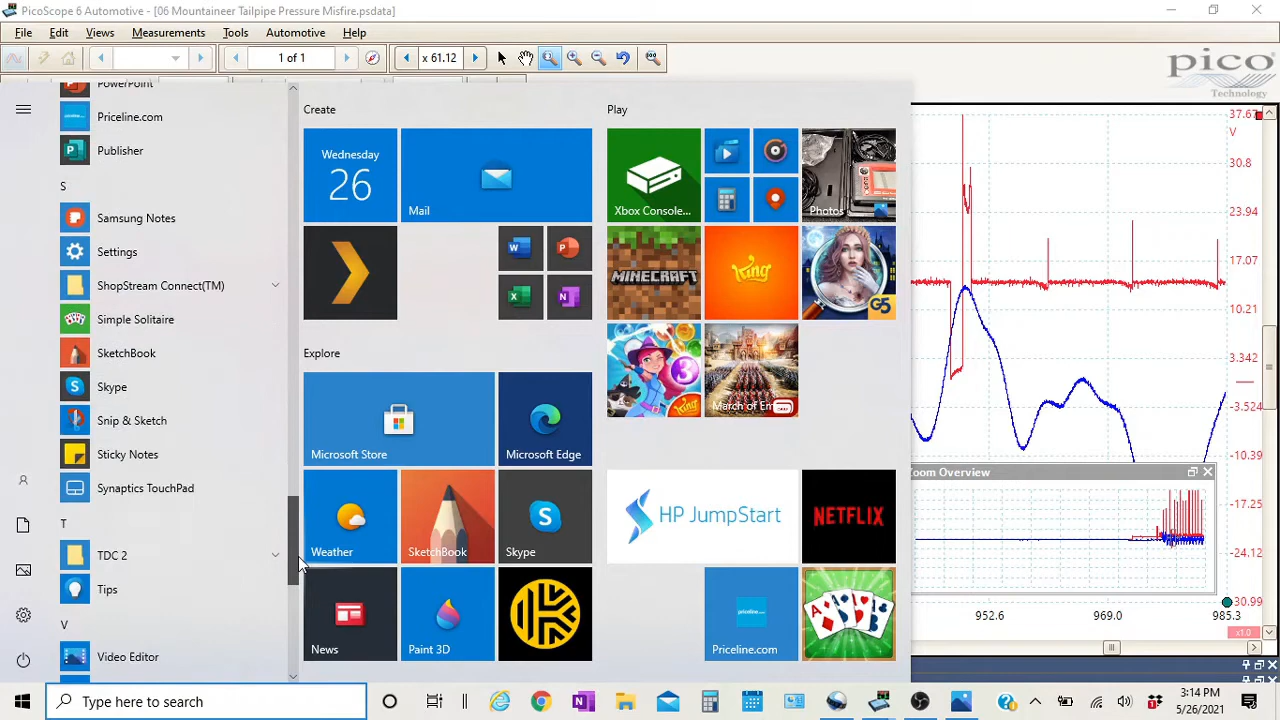 PicoScope 6 Automotive - [06 Mountaineer Tailpipe Pressure Misfire.psdata]
File Edit Views Measurements Tools Automotive Help
1 of 1 x 61.12
pico
Technology
PowerPoint
Priceline.com
Publisher
S
Samsung Notes
Settings
ShopStream Connect(TM)
Simple Solitaire
SketchBook
Skype
Snip & Sketch
Sticky Notes
Synaptics TouchPad
T
TDC 2
Tips
V
Video Editor
Create
Wednesday
26
Mail
Explore
Microsoft Store
Microsoft Edge
Weather
SketchBook
Skype
News
Paint 3D
Play
Xbox Console...
Photos
MINECRAFT
King
G5
3
King
March of Em...
HP JumpStart
NETFLIX
Priceline.com
A
37.67
V
30.8
23.94
17.07
10.21
3.342
-3.524
-10.39
-17.25
-24.12
-30.99
Zoom Overview
952.6 969.0 985.3
x1.0
Type here to search
3:14 PM
5/26/2021